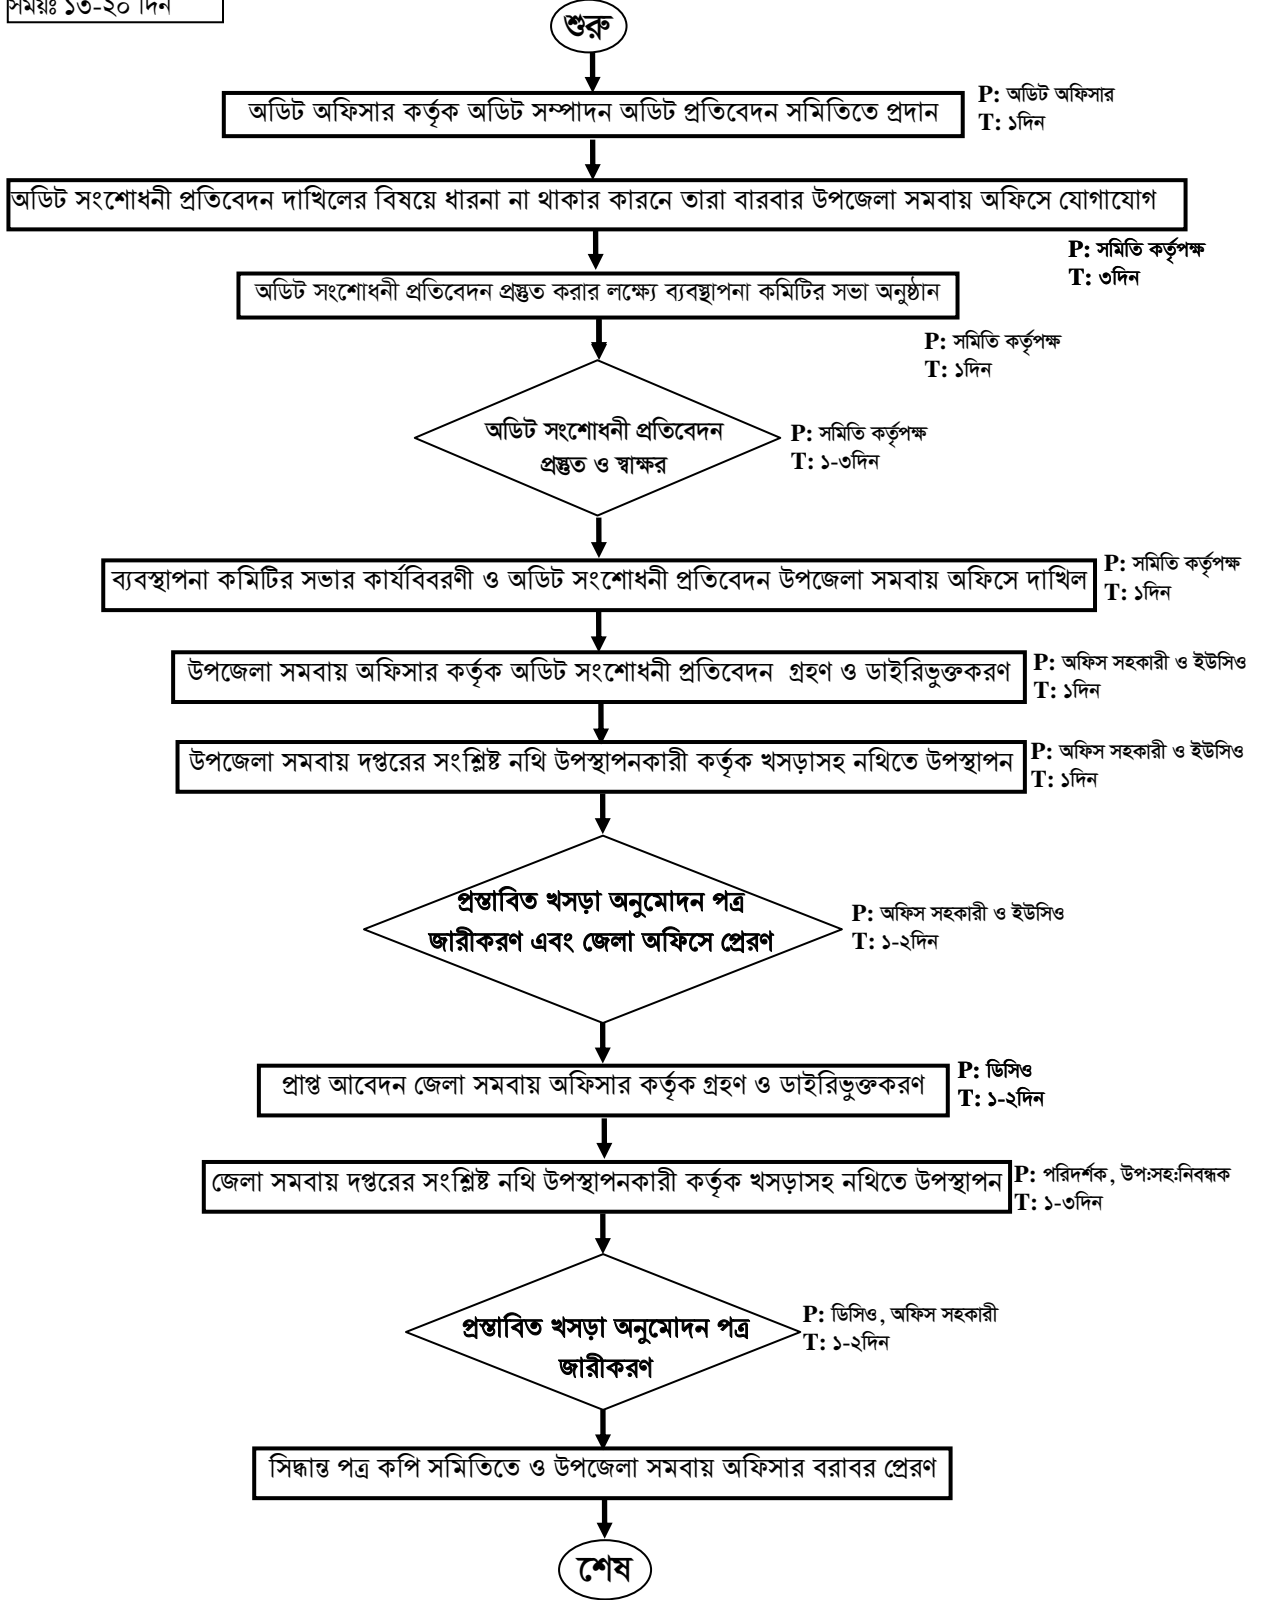 সময়ঃ ১৩-২০ দিন
শুরু
অডিট অফিসার কর্তৃক অডিট সম্পাদন অডিট প্রতিবেদন সমিতিতে প্রদান
P: অডিট অফিসার
T: ১দিন
অডিট সংশোধনী প্রতিবেদন দাখিলের বিষয়ে ধারনা না থাকার কারনে তারা বারবার উপজেলা সমবায় অফিসে যোগাযোগ
P: সমিতি কর্তৃপক্ষ
T: ৩দিন
অডিট সংশোধনী প্রতিবেদন প্রস্তুত করার লক্ষ্যে ব্যবস্থাপনা কমিটির সভা অনুষ্ঠান
P: সমিতি কর্তৃপক্ষ
T: ১দিন
অডিট সংশোধনী প্রতিবেদন
প্রস্তুত ও স্বাক্ষর
P: সমিতি কর্তৃপক্ষ
T: ১-৩দিন
ব্যবস্থাপনা কমিটির সভার কার্যবিবরণী ও অডিট সংশোধনী প্রতিবেদন উপজেলা সমবায় অফিসে দাখিল
P: সমিতি কর্তৃপক্ষ
T: ১দিন
উপজেলা সমবায় অফিসার কর্তৃক অডিট সংশোধনী প্রতিবেদন গ্রহণ ও ডাইরিভুক্তকরণ
P: অফিস সহকারী ও ইউসিও
T: ১দিন
উপজেলা সমবায় দপ্তরের সংশ্লিষ্ট নথি উপস্থাপনকারী কর্তৃক খসড়াসহ নথিতে উপস্থাপন
P: অফিস সহকারী ও ইউসিও
T: ১দিন
প্রস্তাবিত খসড়া অনুমোদন পত্র
জারীকরণ এবং জেলা অফিসে প্রেরণ
P: অফিস সহকারী ও ইউসিও
T: ১-২দিন
প্রাপ্ত আবেদন জেলা সমবায় অফিসার কর্তৃক গ্রহণ ও ডাইরিভুক্তকরণ
P: ডিসিও
T: ১-২দিন
জেলা সমবায় দপ্তরের সংশ্লিষ্ট নথি উপস্থাপনকারী কর্তৃক খসড়াসহ নথিতে উপস্থাপন
P: পরিদর্শক, উপ:সহ:নিবন্ধক
T: ১-৩দিন
প্রস্তাবিত খসড়া অনুমোদন পত্র
জারীকরণ
P: ডিসিও, অফিস সহকারী
T: ১-২দিন
সিদ্ধান্ত পত্র কপি সমিতিতে ও উপজেলা সমবায় অফিসার বরাবর প্রেরণ
শেষ